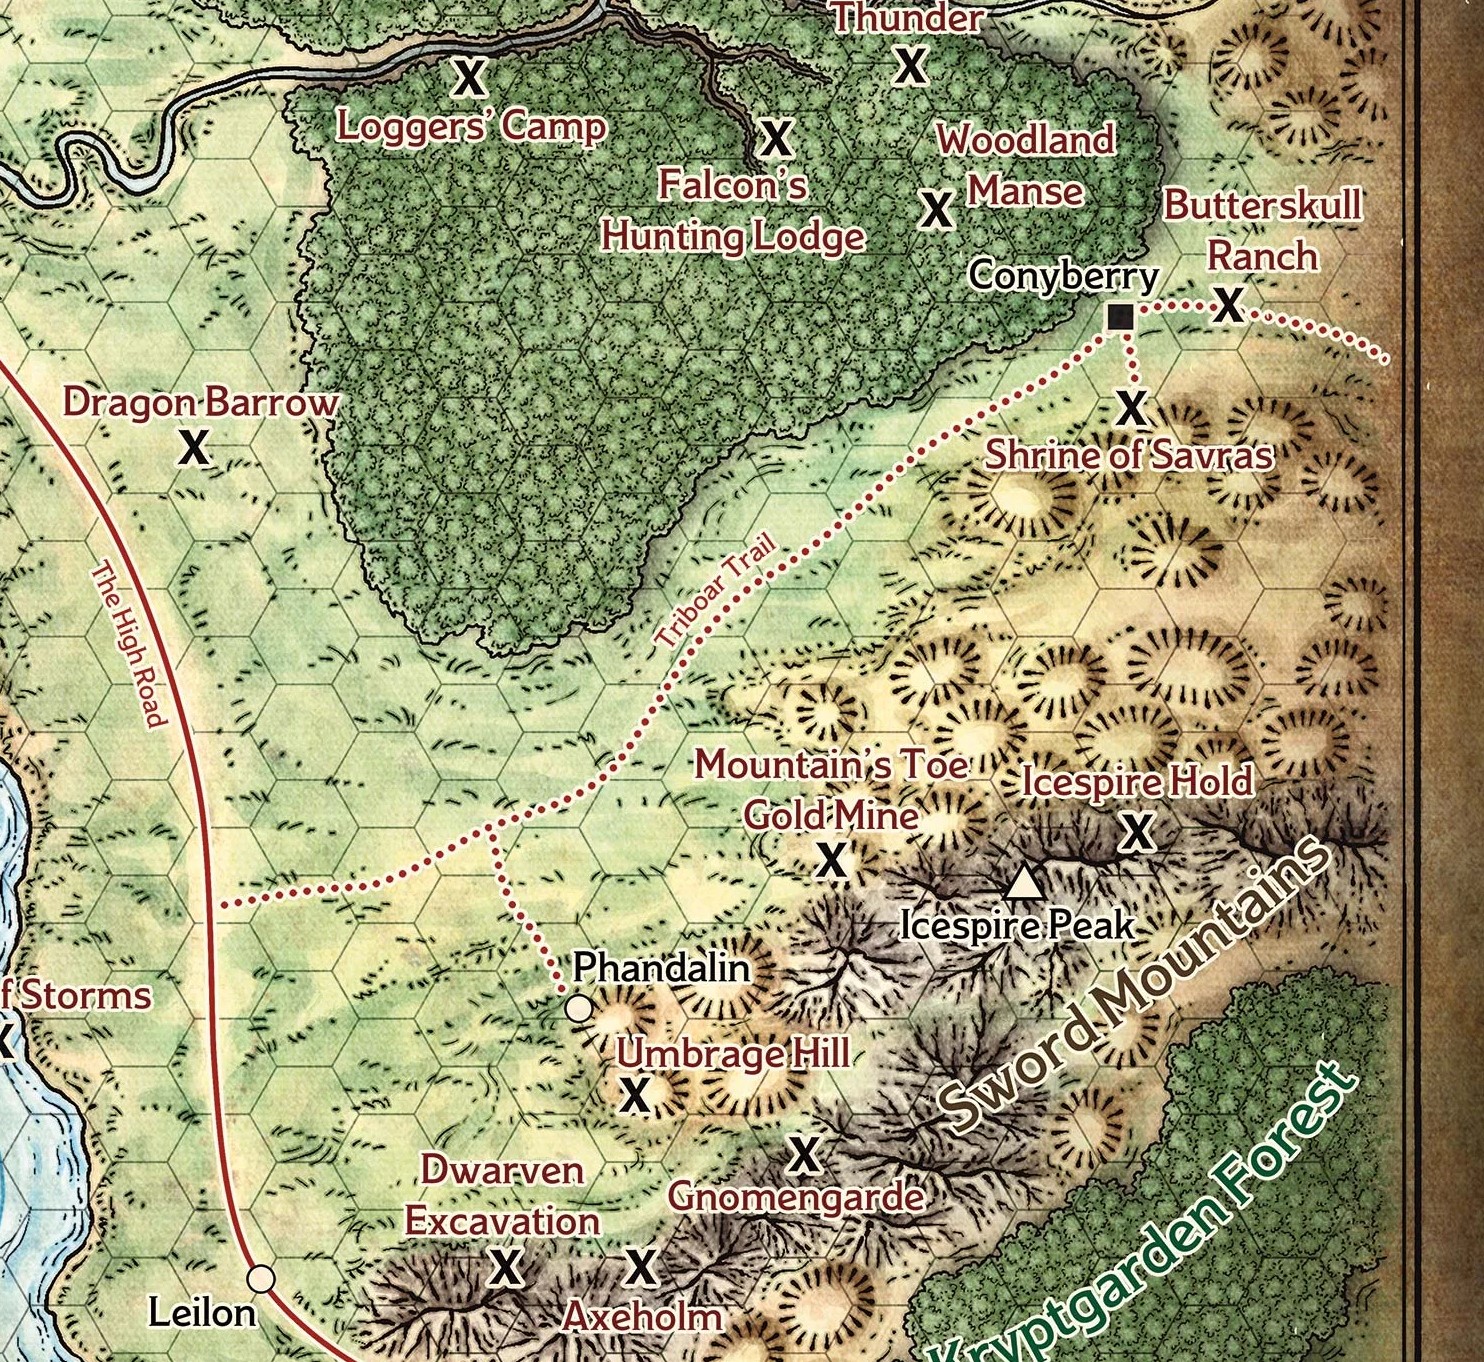 Thunder
X
X
Loggers' Camp
X
Falcon's
Hunting Lodge
Woodland
Manse
X
Butterskull
Ranch
X
Conyberry
Dragon Barrow
X
X
Shrine of Savras
The High Road
Triboar Trail
Mountain's Toe
Gold Mine
X
Icespire Hold
X
Icespire Peak
Sword Mountains
Phandalin
f Storms
X
Umbrage Hill
X
X
Gnomengarde
Dwarven
Excavation
X
X
Axeholm
Leilon
Kryptgarden Forest